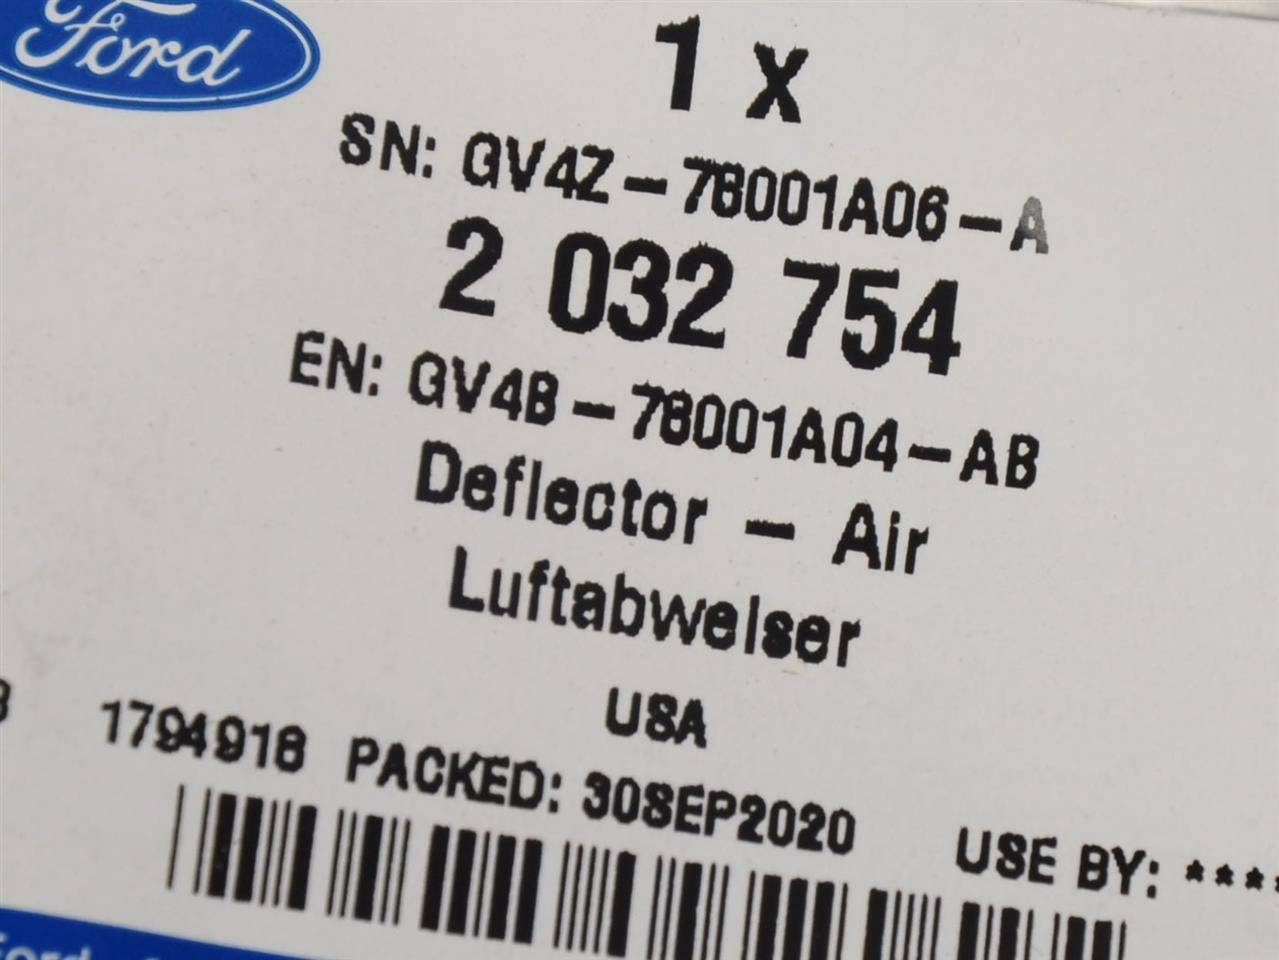 Ford
1 x
SN: GV4Z-78001A06-A
2 032 754
EN: GV4B-78001A04-AB
Deflector - Air
Luftabweiser
USA
1794916 PACKED: 30SEP2020 USE BY: ****
Ford